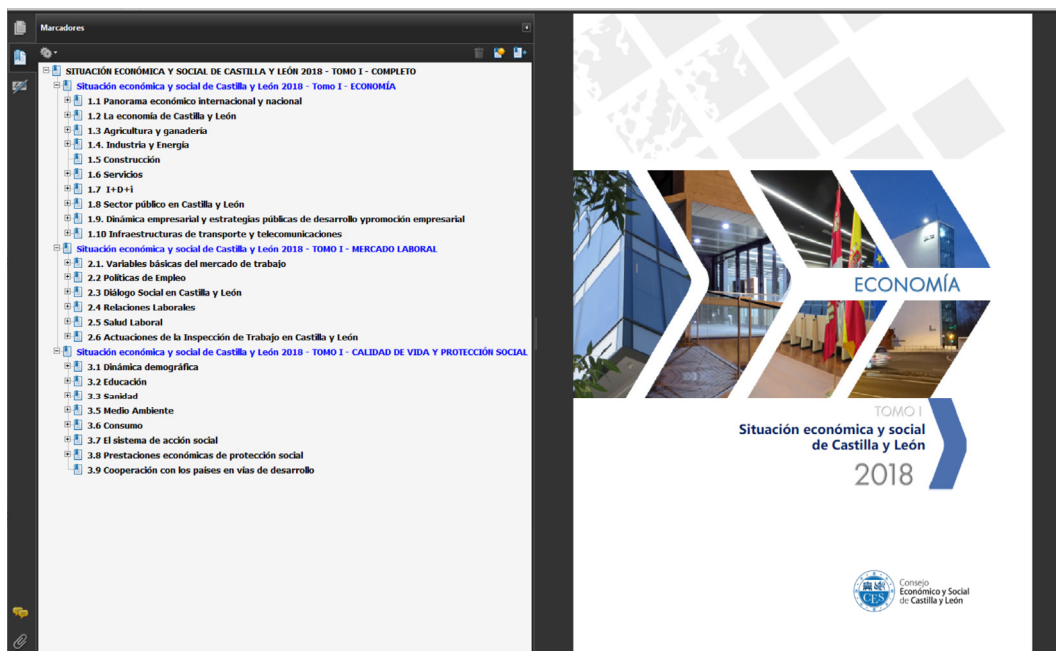 Marcadores
SITUACIÓN ECONÓMICA Y SOCIAL DE CASTILLA Y LEÓN 2018 - TOMO I - COMPLETO
Situación económica y social de Castilla y León 2018 - Tomo I - ECONOMÍA
1.1 Panorama económico internacional y nacional
1.2 La economía de Castilla y León
1.3 Agricultura y ganadería
1.4. Industria y Energía
1.5 Construcción
1.6 Servicios
1.7 I+D+i
1.8 Sector público en Castilla y León
1.9. Dinámica empresarial y estrategias públicas de desarrollo ypromoción empresarial
1.10 Infraestructuras de transporte y telecomunicaciones
Situación económica y social de Castilla y León 2018 - TOMO I - MERCADO LABORAL
2.1. Variables básicas del mercado de trabajo
2.2 Políticas de Empleo
2.3 Diálogo Social en Castilla y León
2.4 Relaciones Laborales
2.5 Salud Laboral
2.6 Actuaciones de la Inspección de Trabajo en Castilla y León
Situación económica y social de Castilla y León 2018 - TOMO I - CALIDAD DE VIDA Y PROTECCIÓN SOCIAL
3.1 Dinámica demográfica
3.2 Educación
3.3 Sanidad
3.5 Medio Ambiente
3.6 Consumo
3.7 El sistema de acción social
3.8 Prestaciones económicas de protección social
3.9 Cooperación con los países en vías de desarrollo
ECONOMÍA
TOMO I
Situación económica y social
de Castilla y León
2018
CES
Consejo
Económico y Social
de Castilla y León